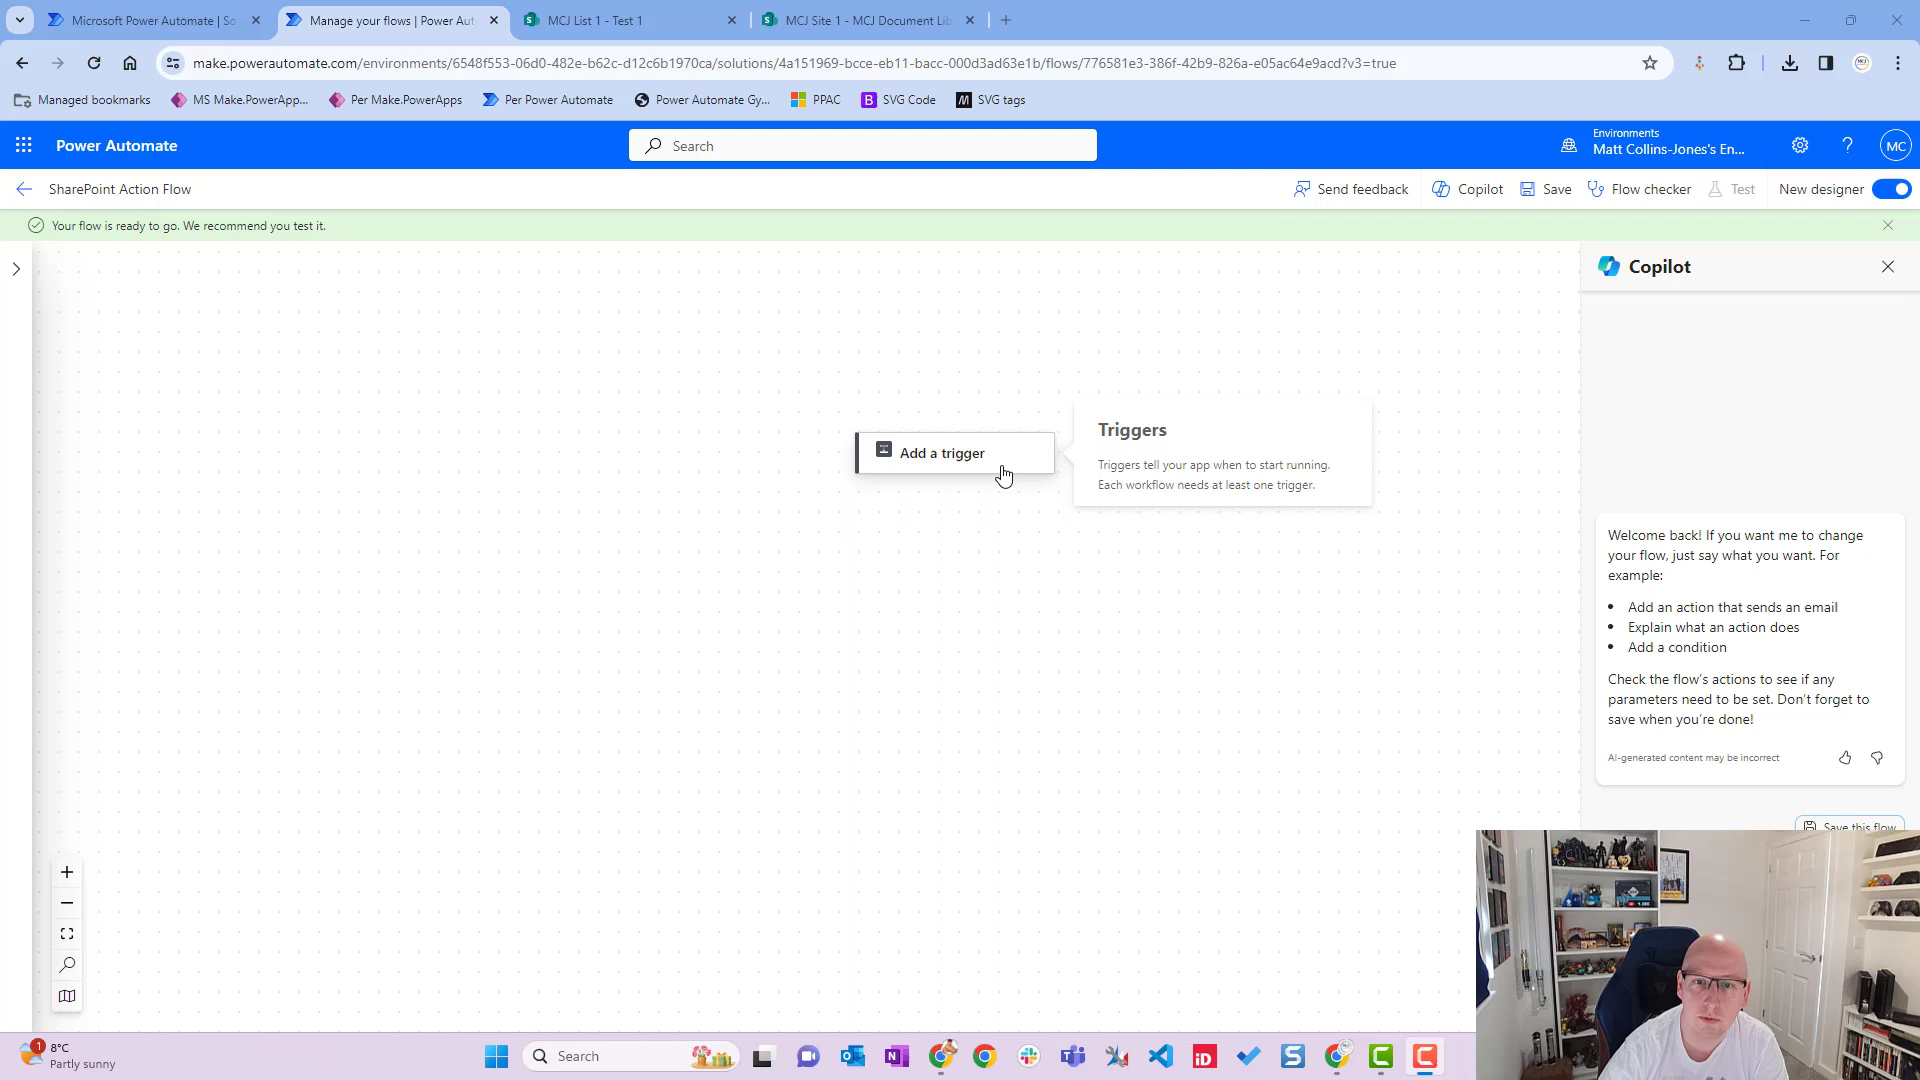 Microsoft Power Automate | So
Manage your flows | Power Aut
MCJ List 1 - Test 1
MCJ Site 1 - MCJ Document Lib
make.powerautomate.com/environments/6548f553-06d0-482e-b62c-d12c6b1970ca/solutions/4a151969-bcce-eb11-bacc-000d3ad63e1b/flows/776581e3-386f-42b9-826a-e05ac64e9acd?v3=true
Managed bookmarks
MS Make.PowerApp...
Per Make.PowerApps
Per Power Automate
Power Automate Gy...
PPAC
SVG Code
SVG tags
Power Automate
Search
Environments
Matt Collins-Jones's En...
MC
SharePoint Action Flow
Send feedback
Copilot
Save
Flow checker
Test
New designer
Your flow is ready to go. We recommend you test it.
Copilot
Add a trigger
Triggers
Triggers tell your app when to start running.
Each workflow needs at least one trigger.
Welcome back! If you want me to change
your flow, just say what you want. For
example:
• Add an action that sends an email
• Explain what an action does
• Add a condition
Check the flow's actions to see if any
parameters need to be set. Don't forget to
save when you're done!
AI-generated content may be incorrect
Save this flow
1
8°C
Partly sunny
Search